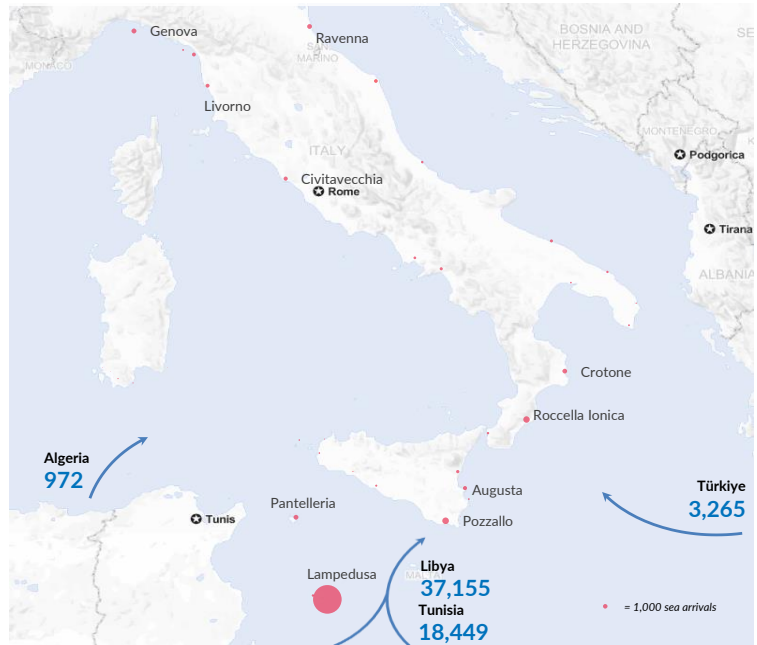 Genova
Ravenna
BOSNIA AND
HERZEGOVINA
SE
SAN
MARINO
MONACO
Livorno
MONTENEGRO
K
ITALY
Podgorica
Civitavecchia
Rome
Tirana
ALBANIA
Crotone
Roccella Ionica
Algeria
972
Türkiye
3,265
Augusta
Pantelleria
Tunis
Pozzallo
Lampedusa
Libya
MALTA
37,155
Tunisia
18,449
= 1,000 sea arrivals